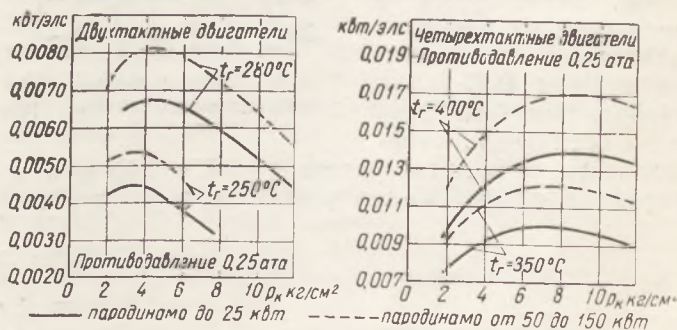 квт/элс
Двухтактные двигатели
0,0080
0,0070
0,0060
0,0050
0,0040
0,0030
0,0020
tг=280°С
tг=250°С
Противодавление 0,25 ата
0 2 4 6 8 10 pк кг/см²
квт/элс
0,019
Четырехтактные двигатели
Противодавление 0,25 ата
0,017
0,015
0,013
0,011
0,009
0,007
tг=400°С
tг=350°С
0 2 4 6 8 10 pк кг/см²
пародинамо до 25 квт
пародинамо от 50 до 150 квт